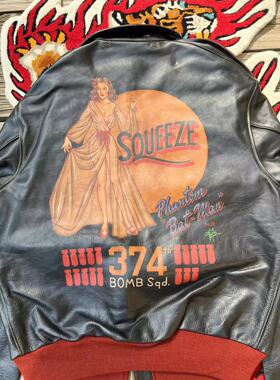 SQUEEZE
"Phantom
Bat-Man"
374TH
BOMB Sqd.